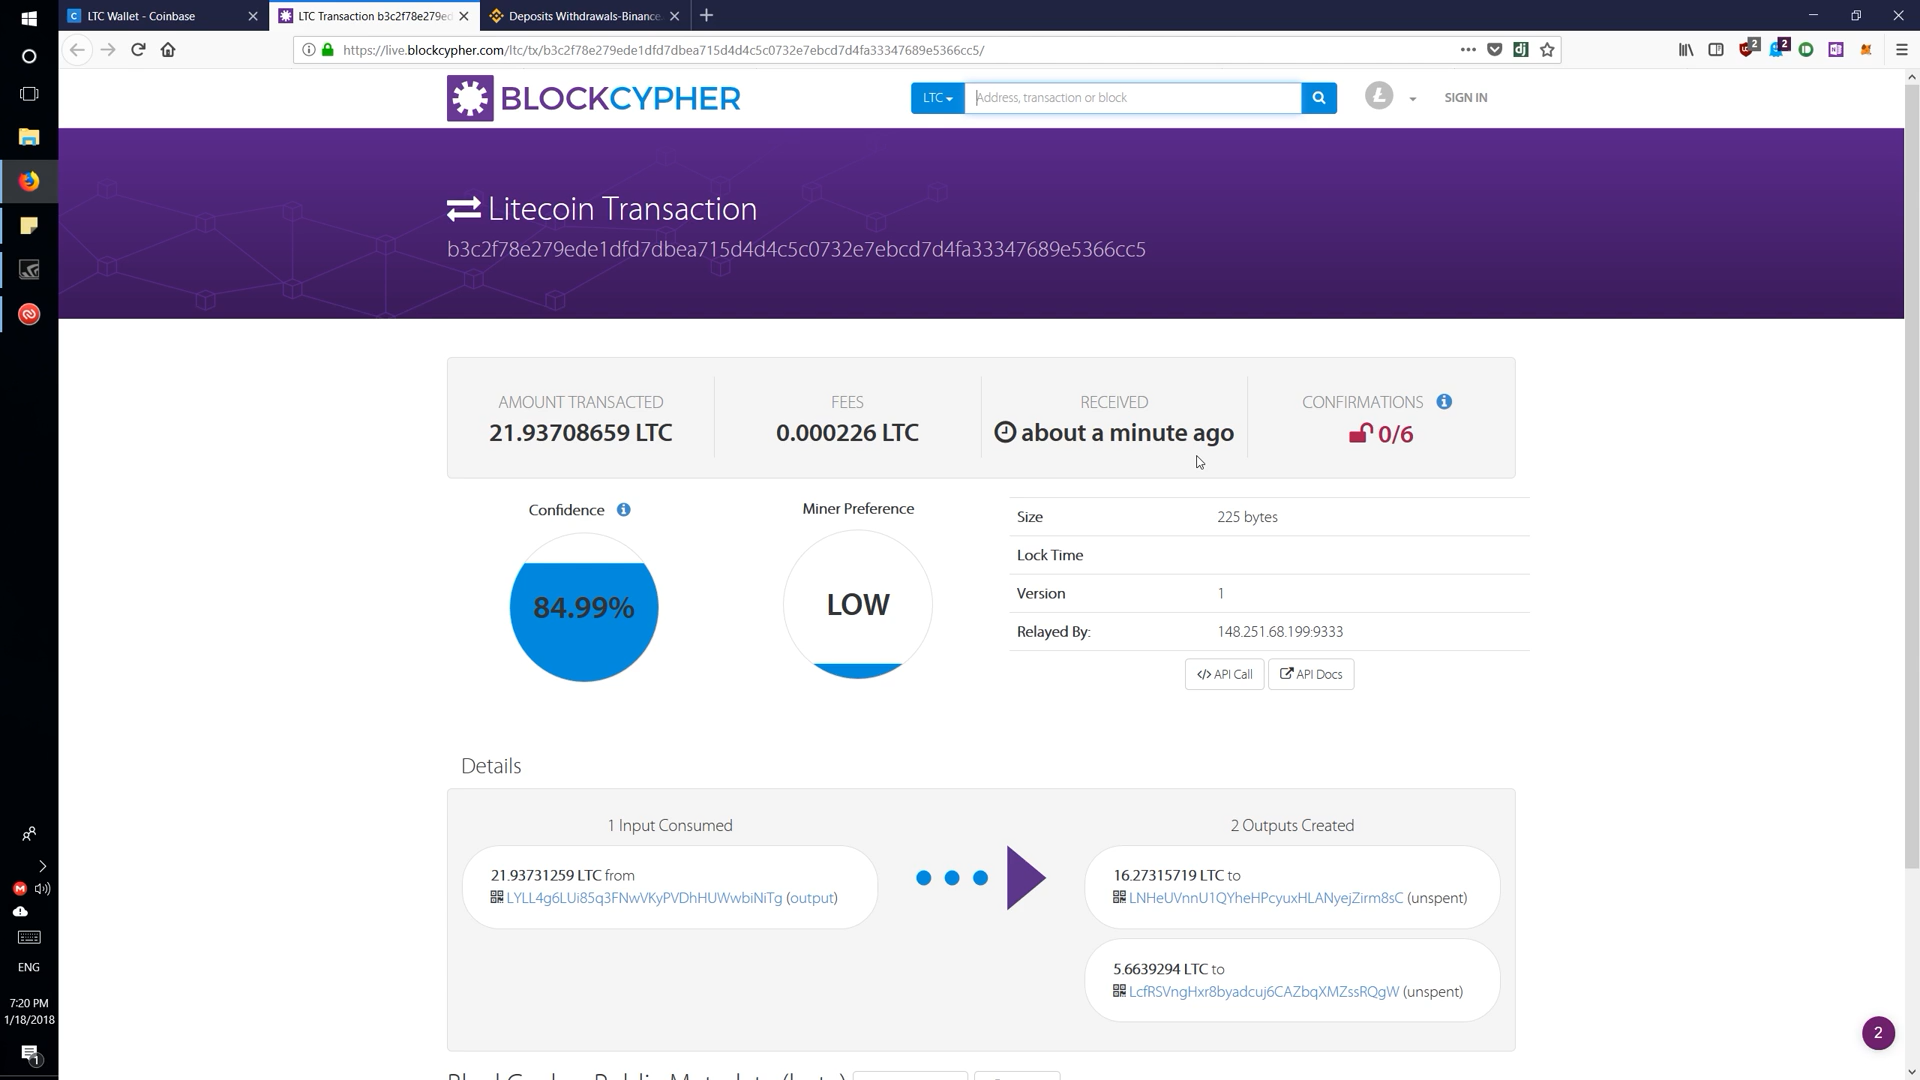 LTC Wallet - Coinbase
LTC Transaction b3c2f78e279ed
Deposits Withdrawals-Binance.
https://live.blockcypher.com/ltc/tx/b3c2f78e279ede1dfd7dbea715d4d4c5c0732e7ebcd7d4fa33347689e5366cc5/
2
2
BLOCKCYPHER
LTC
Address, transaction or block
SIGN IN
Litecoin Transaction
b3c2f78e279ede1dfd7dbea715d4d4c5c0732e7ebcd7d4fa33347689e5366cc5
AMOUNT TRANSACTED
21.93708659 LTC
FEES
0.000226 LTC
RECEIVED
about a minute ago
CONFIRMATIONS
0/6
Confidence
84.99%
Miner Preference
LOW
Size 225 bytes
Lock Time
Version 1
Relayed By: 148.251.68.199:9333
</> API Call
API Docs
Details
1 Input Consumed
21.93731259 LTC from
LYLL4g6LUi85q3FNwVKyPVDhHUWwbiNiTg (output)
2 Outputs Created
16.27315719 LTC to
LNHeUVnnU1QYheHPcyuxHLANyejZirm8sC (unspent)
5.6639294 LTC to
LcfRSVngHxr8byadcuj6CAZbqXMZssRQgW (unspent)
2
ENG
7:20 PM
1/18/2018
1